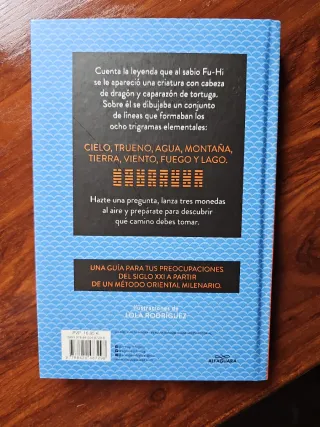 Cuenta la leyenda que al sabio Fu-Hi
se le apareció una criatura con cabeza
de dragón y caparazón de tortuga.
Sobre él se dibujaba un conjunto
de líneas que formaban los
ocho trigramas elementales:
CIELO, TRUENO, AGUA, MONTAÑA,
TIERRA, VIENTO, FUEGO Y LAGO.
Hazte una pregunta, lanza tres monedas
al aire y prepárate para descubrir
qué camino debes tomar.
UNA GUÍA PARA TUS PREOCUPACIONES
DEL SIGLO XXI A PARTIR
DE UN MÉTODO ORIENTAL MILENARIO.
Ilustraciones de
LOLA RODRÍGUEZ
ALFAGUARA